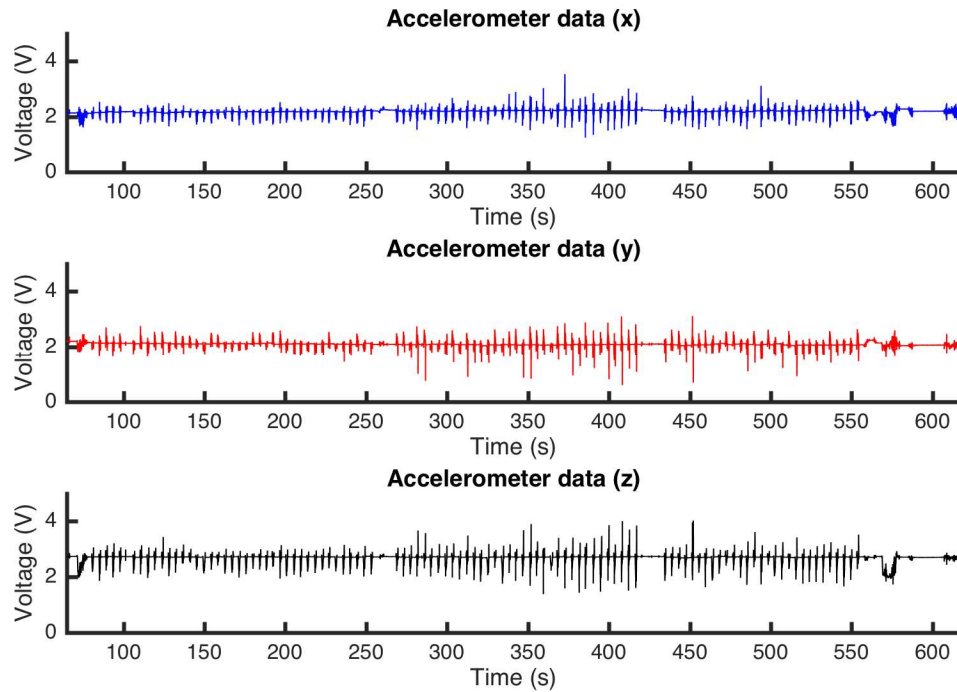 Accelerometer data (x)
Voltage (V)
4
2
0
100 150 200 250 300 350 400 450 500 550 600
Time (s)
Accelerometer data (y)
Voltage (V)
4
2
0
100 150 200 250 300 350 400 450 500 550 600
Time (s)
Accelerometer data (z)
Voltage (V)
4
2
0
100 150 200 250 300 350 400 450 500 550 600
Time (s)